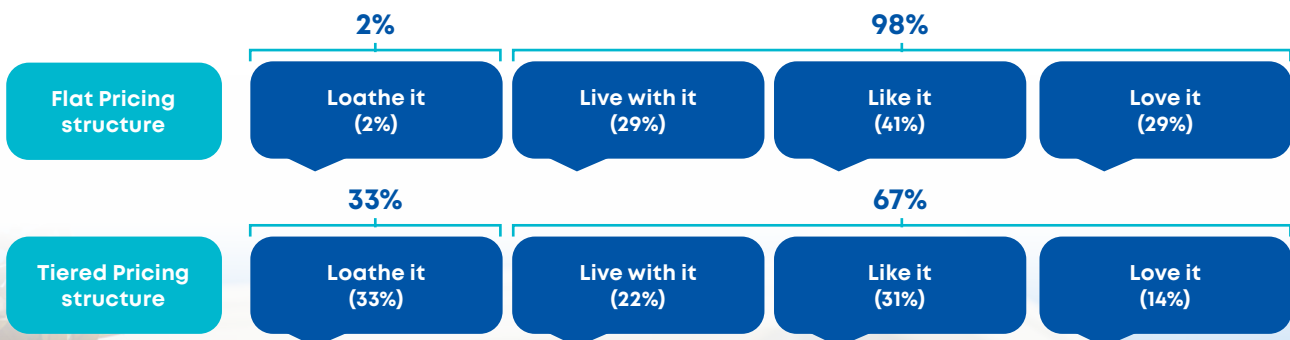 2%
98%
Flat Pricing
structure
Loathe it
(2%)
Live with it
(29%)
Like it
(41%)
Love it
(29%)
33%
67%
Tiered Pricing
structure
Loathe it
(33%)
Live with it
(22%)
Like it
(31%)
Love it
(14%)